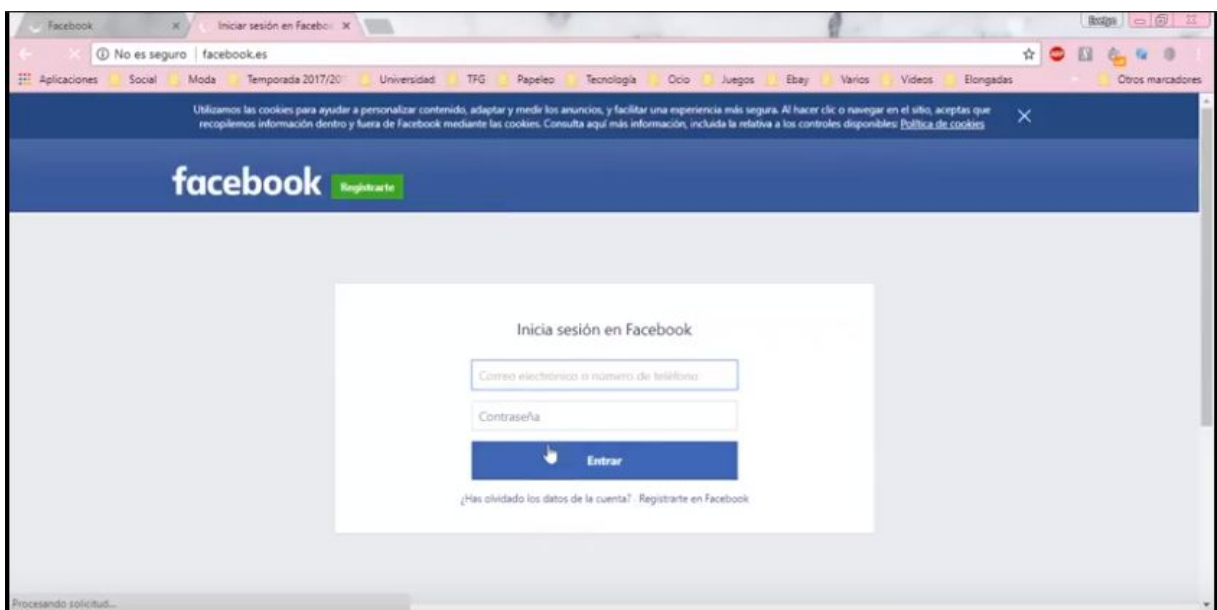 Facebook
Iniciar sesión en Facebo
No es seguro facebook.es
Aplicaciones Social Moda Temporada 2017/20 Universidad TFG Papeleo Tecnología Ocio Juegos Ebay Varios Videos Elongadas Otros marcadores
Utilizamos las cookies para ayudar a personalizar contenido, adaptar y medir los anuncios, y facilitar una experiencia más segura. Al hacer clic o navegar en el sitio, aceptas que
recopilemos información dentro y fuera de Facebook mediante las cookies. Consulta aquí más información, incluida la relativa a los controles disponibles: Política de cookies
facebook Registrarte
Inicia sesión en Facebook
Correo electrónico o número de teléfono
Contraseña
Entrar
¿Has olvidado los datos de la cuenta? · Registrarte en Facebook
Procesando solicitud...